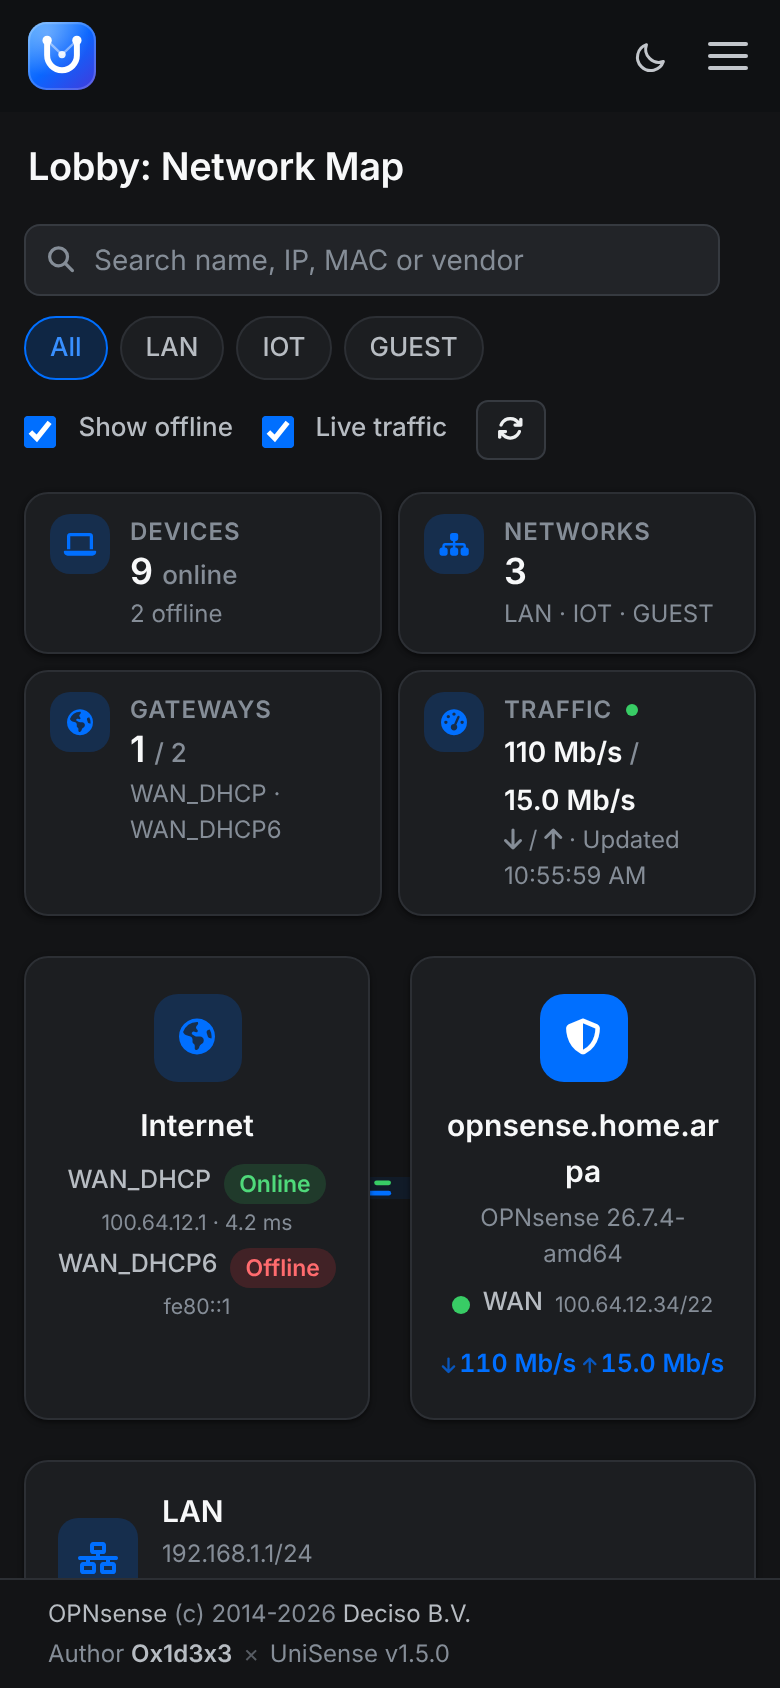 Lobby: Network Map
Search name, IP, MAC or vendor
All
LAN
IOT
GUEST
Show offline
Live traffic
DEVICES
9 online
2 offline
NETWORKS
3
LAN · IOT · GUEST
GATEWAYS
1 / 2
WAN_DHCP ·
WAN_DHCP6
TRAFFIC
110 Mb/s /
15.0 Mb/s
↓ / ↑ · Updated
10:55:59 AM
Internet
WAN_DHCP Online
100.64.12.1 · 4.2 ms
WAN_DHCP6 Offline
fe80::1
opnsense.home.ar
pa
OPNsense 26.7.4-
amd64
WAN 100.64.12.34/22
↓110 Mb/s ↑15.0 Mb/s
LAN
192.168.1.1/24
OPNsense (c) 2014-2026 Deciso B.V.
Author Ox1d3x3 × UniSense v1.5.0